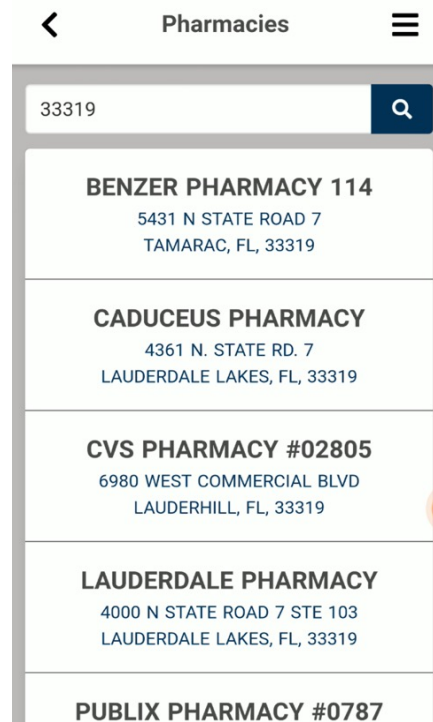 Pharmacies
33319
BENZER PHARMACY 114
5431 N STATE ROAD 7
TAMARAC, FL, 33319
CADUCEUS PHARMACY
4361 N. STATE RD. 7
LAUDERDALE LAKES, FL, 33319
CVS PHARMACY #02805
6980 WEST COMMERCIAL BLVD
LAUDERHILL, FL, 33319
LAUDERDALE PHARMACY
4000 N STATE ROAD 7 STE 103
LAUDERDALE LAKES, FL, 33319
PUBLIX PHARMACY #0787